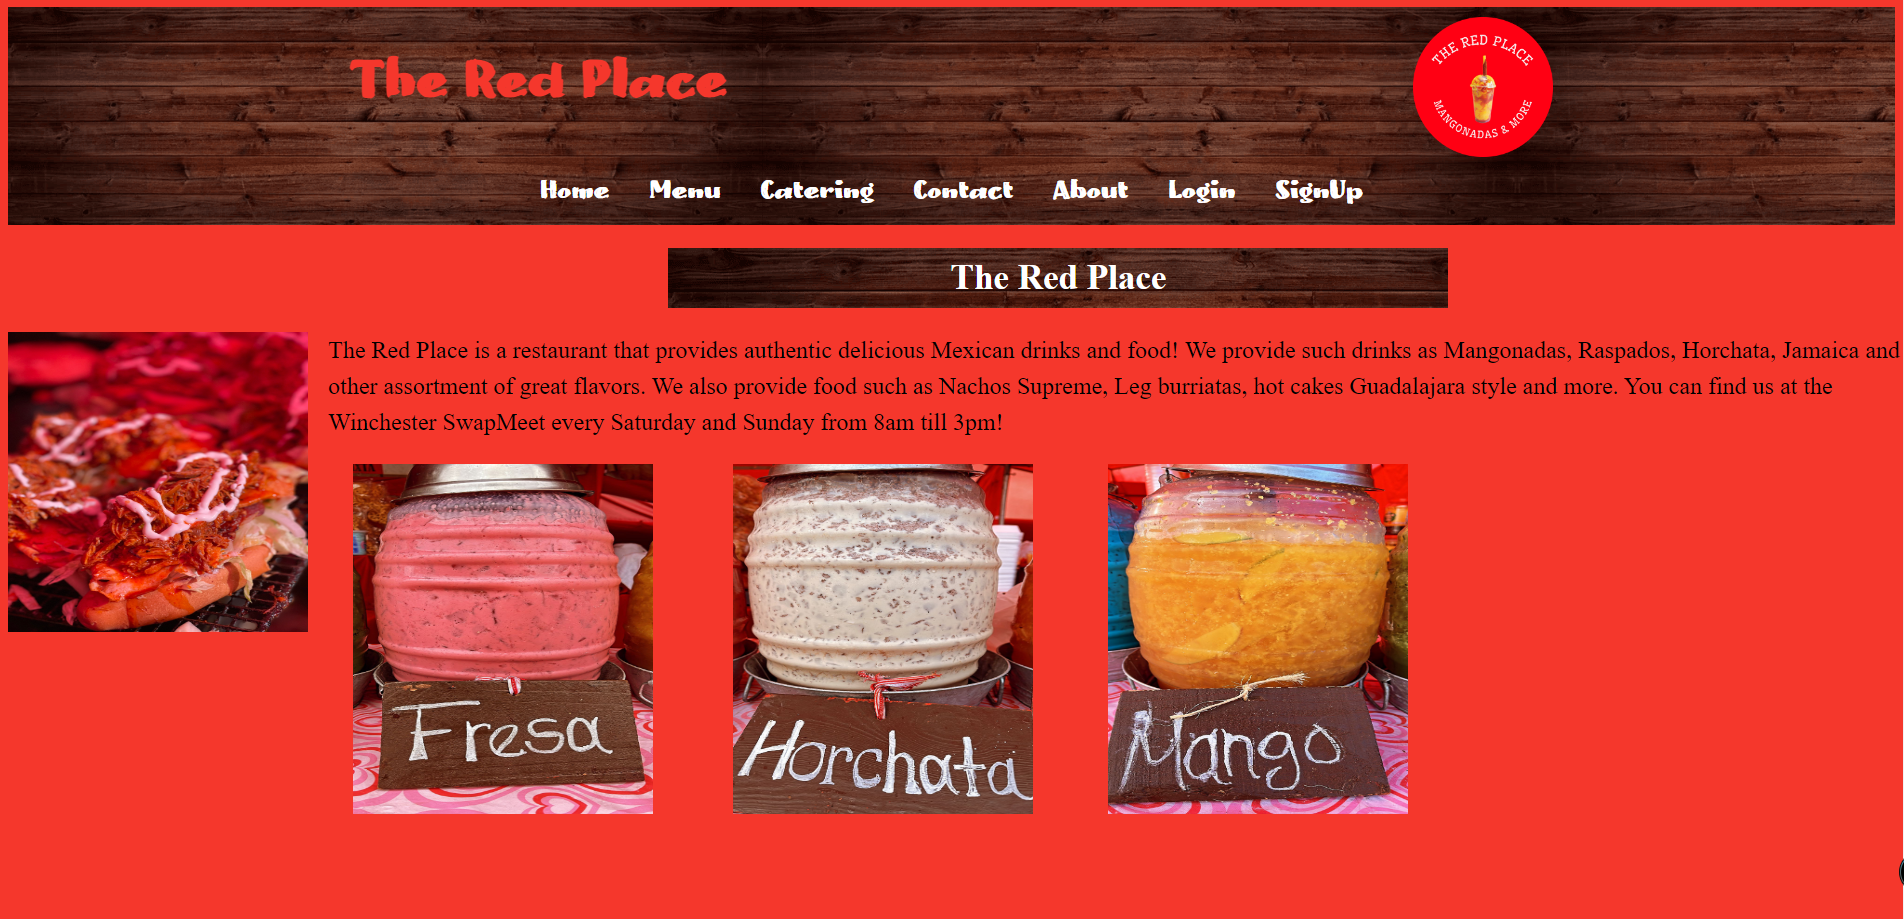 The Red Place
THE RED PLACE
MANGONADAS & MORE
Home Menu Catering Contact About Login SignUp
The Red Place
The Red Place is a restaurant that provides authentic delicious Mexican drinks and food! We provide such drinks as Mangonadas, Raspados, Horchata, Jamaica and
other assortment of great flavors. We also provide food such as Nachos Supreme, Leg burriatas, hot cakes Guadalajara style and more. You can find us at the
Winchester SwapMeet every Saturday and Sunday from 8am till 3pm!
Fresa
Horchata
Mango